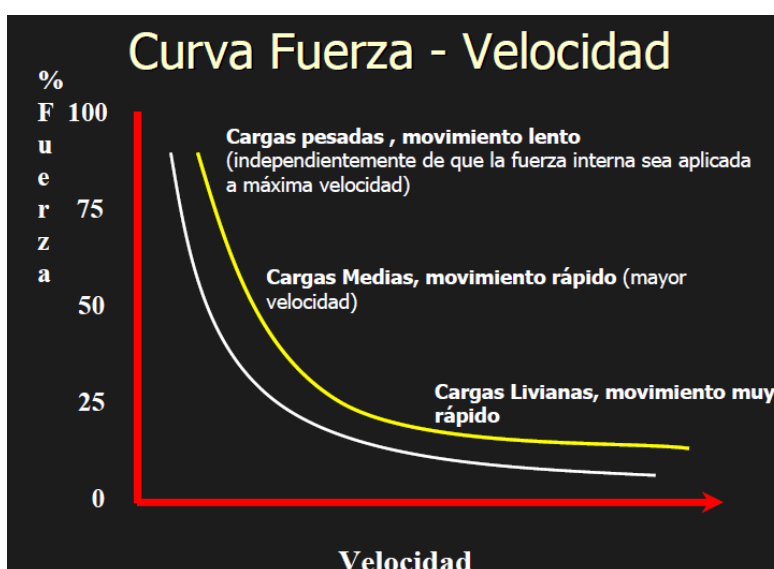 Curva Fuerza - Velocidad
%
F
u
e
r
z
a
100
75
50
25
0
Cargas pesadas , movimiento lento
(independientemente de que la fuerza interna sea aplicada
a máxima velocidad)
Cargas Medias, movimiento rápido (mayor
velocidad)
Cargas Livianas, movimiento muy
rápido
Velocidad